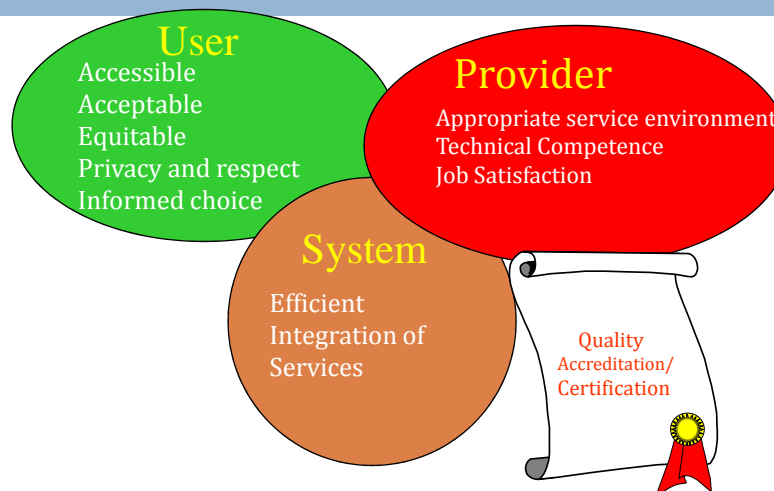 User
Accessible
Acceptable
Equitable
Privacy and respect
Informed choice
Provider
Appropriate service environment
Technical Competence
Job Satisfaction
System
Efficient
Integration of
Services
Quality
Accreditation/
Certification